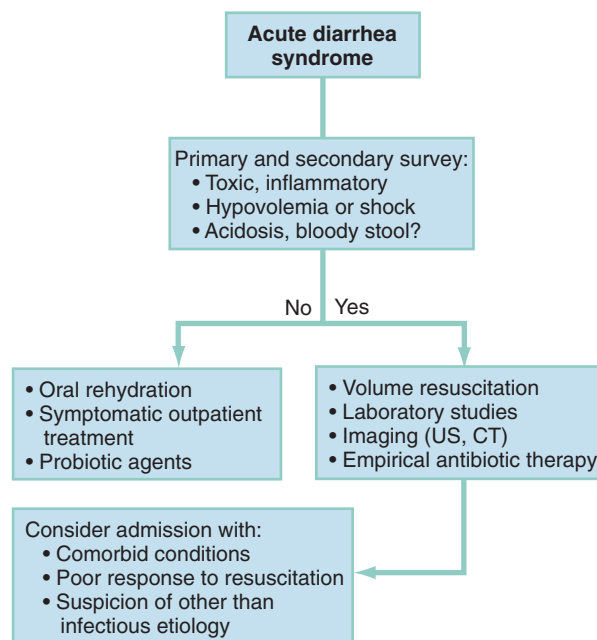 Acute diarrhea
syndrome
Primary and secondary survey:
• Toxic, inflammatory
• Hypovolemia or shock
• Acidosis, bloody stool?
No Yes
• Oral rehydration
• Symptomatic outpatient
treatment
• Probiotic agents
• Volume resuscitation
• Laboratory studies
• Imaging (US, CT)
• Empirical antibiotic therapy
Consider admission with:
• Comorbid conditions
• Poor response to resuscitation
• Suspicion of other than
infectious etiology